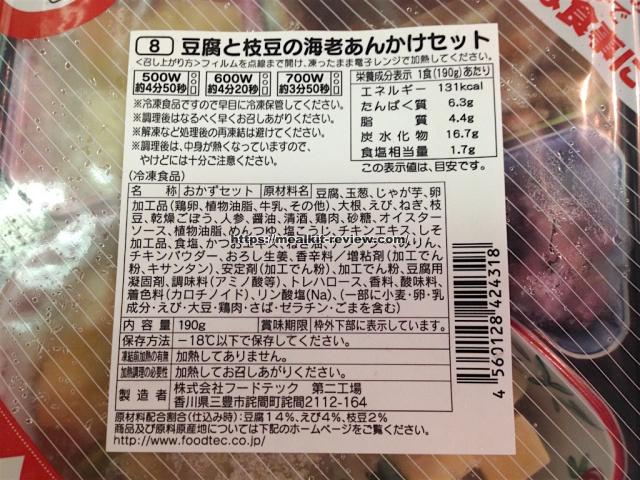 8 豆腐と枝豆の海老あんかけセット
<召し上がり方>フィルムを点線まで開け、凍ったまま電子レンジで加熱してください。
500W 約4分50秒 600W 約4分20秒 700W 約3分50秒
※冷凍食品ですので早目に冷凍保管してください。
※調理後はなるべく早くお召しあがりください。
※解凍など処理後の再凍結は避けてください。
※調理後は、中身が熱くなっていますので、
やけどには十分ご注意ください。
栄養成分表示 1食(190g)あたり
エネルギー 131kcal
たんぱく質 6.3g
脂質 4.4g
炭水化物 16.7g
食塩相当量 1.7g
この表示値は、目安です。
(冷凍食品)
名称 おかずセット 原材料名 豆腐、玉葱、じゃが芋、卵
加工品(鶏卵、植物油脂、牛乳、その他)、大根、えび、ねぎ、枝
豆、乾燥ごぼう、人参、醤油、清酒、鶏肉、砂糖、オイスター
ソース、植物油脂、めんつゆ、塩こうじ、チキンエキス、しそ
加工品、食塩、かつお
https://mealkit-review.com
チキンパウダー、おろし生姜、香辛料／増粘剤(加工でん
粉、キサンタン)、安定剤(加工でん粉)、加工でん粉、豆腐用
凝固剤、調味料(アミノ酸等)、トレハロース、香料、酸味料、
着色料(カロチノイド)、リン酸塩(Na)、(一部に小麦・卵・乳
成分・えび・大豆・鶏肉・さば・ゼラチン・ごまを含む)
内容量 190g 賞味期限 枠外下部に表示しています。
保存方法 －18℃以下で保存してください。
凍結前加熱の有無 加熱してありません。
加熱調理の必要性 加熱してお召しあがりください。
製造者 株式会社フードテック 第二工場
香川県三豊市詫間町詫間2112-164
原材料配合割合(仕込み時):豆腐14%、えび4%、枝豆2%
商品及び原料原産地については下記のホームページをご覧ください。
http://www.foodtec.co.jp/
4 560128 424318